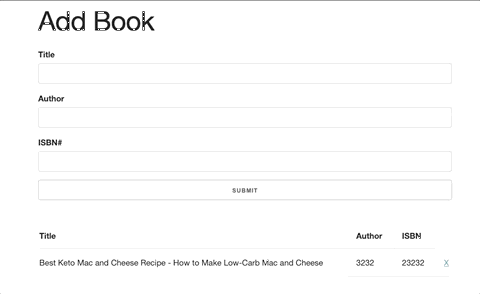 Add Book
Title
Author
ISBN#
SUBMIT
Title Author ISBN
Best Keto Mac and Cheese Recipe - How to Make Low-Carb Mac and Cheese 3232 23232 X